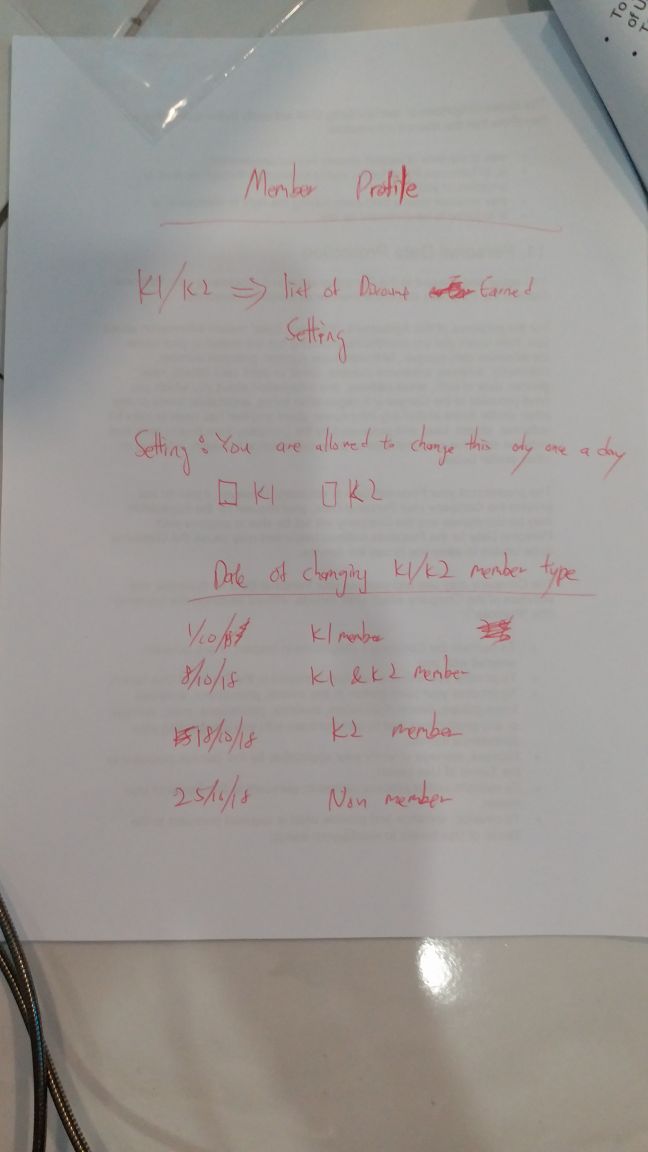 To
of U
T
Member Profile
K1/K2 ⇒ list of Discount Earned
Setting
Setting : You are allowed to change this only one a day
☐ K1 ☐ K2
Date of changing K1/K2 member type
1/10/18 K1 member
8/10/18 K1 & K2 member
18/10/18 K2 member
25/10/18 Non member